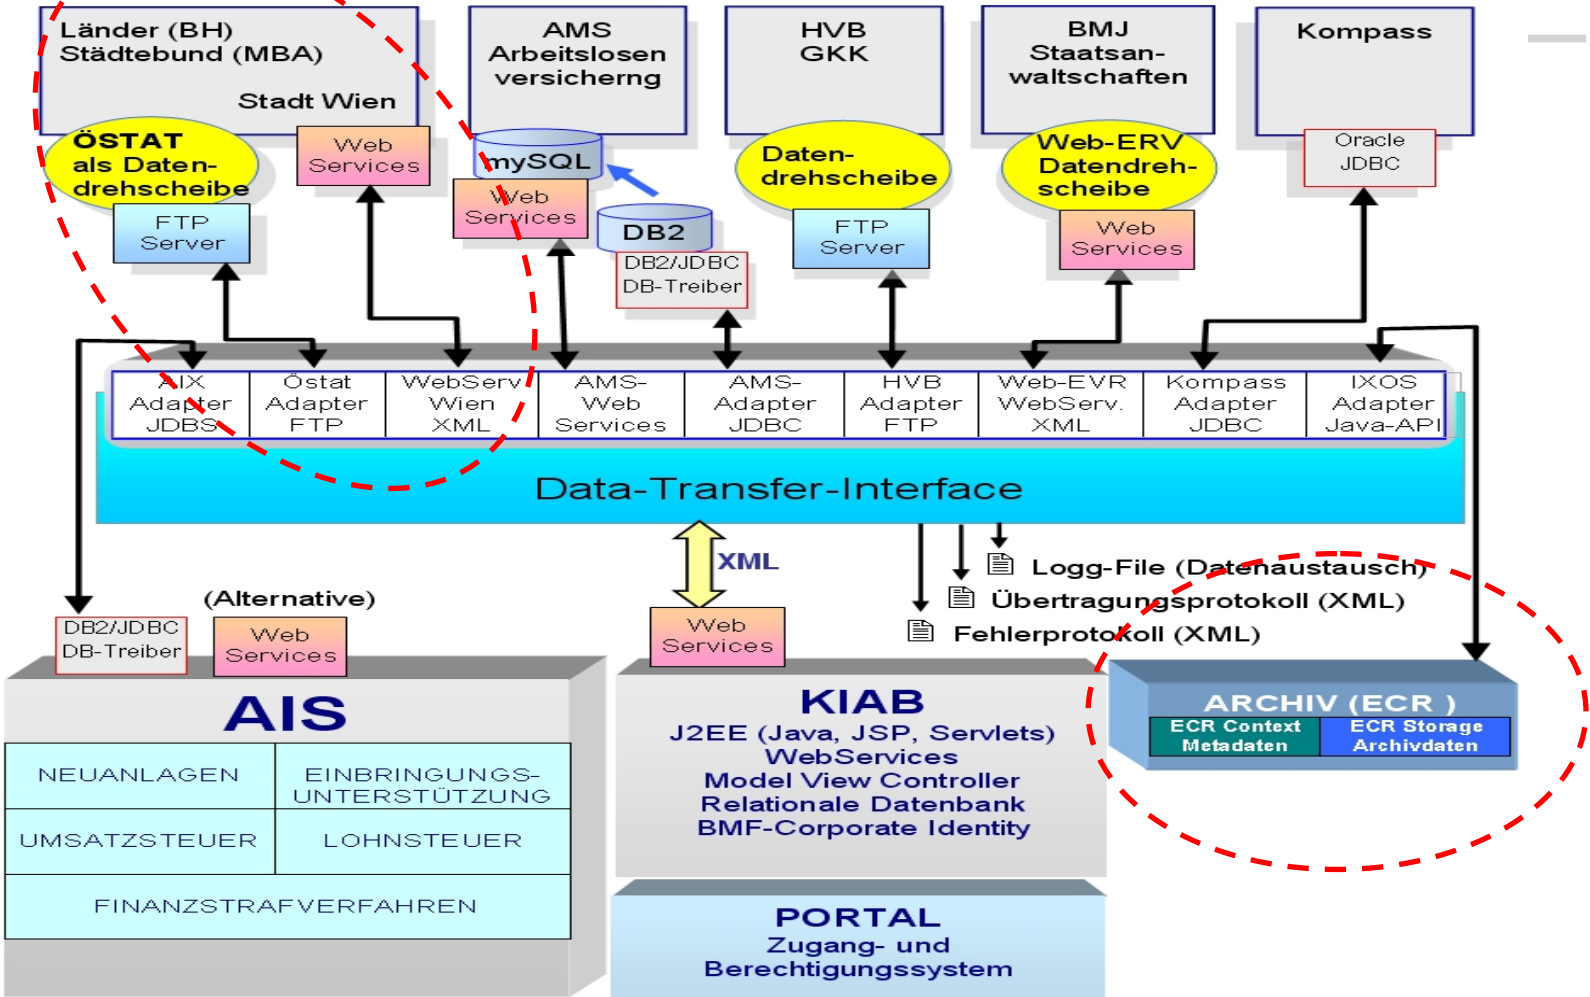 Länder (BH)
Städtebund (MBA)
Stadt Wien
AMS
Arbeitslosen
versicherng
HVB
GKK
BMJ
Staatsan-
waltschaften
Kompass
ÖSTAT
als Daten-
drehscheibe
Web
Services
mySQL
Web
Services
DB2
Daten-
drehscheibe
Web-ERV
Datendreh-
scheibe
Oracle
JDBC
FTP
Server
DB2/JDBC
DB-Treiber
FTP
Server
Web
Services
AIX
Adapter
JDBS
Östat
Adapter
FTP
WebServ
Wien
XML
AMS-
Web
Services
AMS-
Adapter
JDBC
HVB
Adapter
FTP
Web-EVR
WebServ.
XML
Kompass
Adapter
JDBC
IXOS
Adapter
Java-API
Data-Transfer-Interface
XML
Logg-File (Datenaustausch)
Übertragungsprotokoll (XML)
Fehlerprotokoll (XML)
(Alternative)
DB2/JDBC
DB-Treiber
Web
Services
Web
Services
AIS
NEUANLAGEN
EINBRINGUNGS-
UNTERSTÜTZUNG
UMSATZSTEUER
LOHNSTEUER
FINANZSTRAFVERFAHREN
KIAB
J2EE (Java, JSP, Servlets)
WebServices
Model View Controller
Relationale Datenbank
BMF-Corporate Identity
ARCHIV (ECR )
ECR Context
Metadaten
ECR Storage
Archivdaten
PORTAL
Zugang- und
Berechtigungssystem